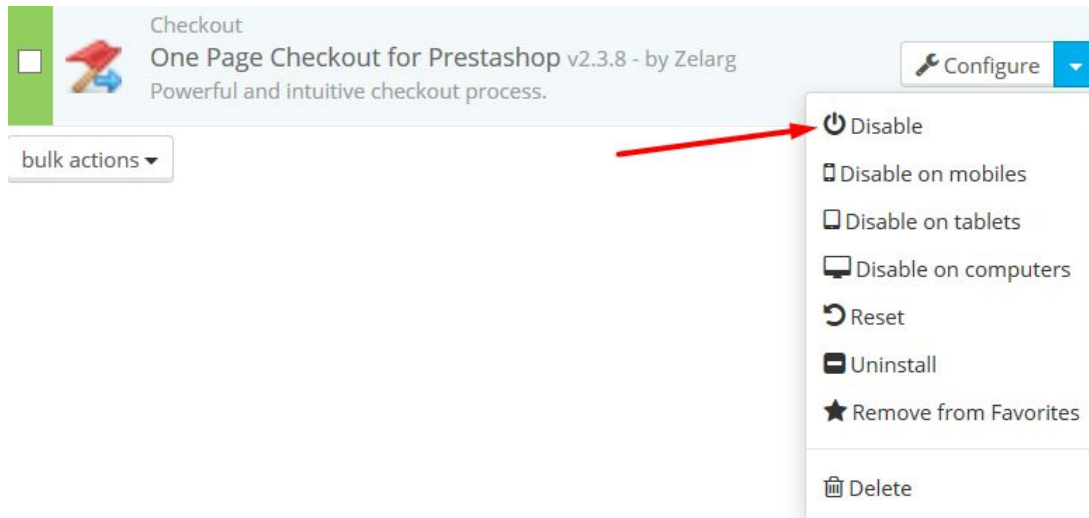 Checkout
One Page Checkout for Prestashop v2.3.8 - by Zelarg
Powerful and intuitive checkout process.
Configure
bulk actions
Disable
Disable on mobiles
Disable on tablets
Disable on computers
Reset
Uninstall
Remove from Favorites
Delete